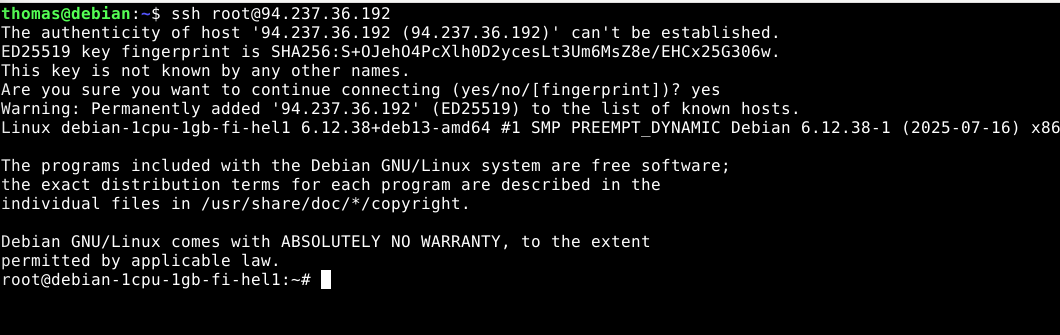 thomas@debian:~$ ssh root@94.237.36.192
The authenticity of host '94.237.36.192 (94.237.36.192)' can't be established.
ED25519 key fingerprint is SHA256:S+OJehO4PcXlh0D2ycesLt3Um6MsZ8e/EHCx25G306w.
This key is not known by any other names.
Are you sure you want to continue connecting (yes/no/[fingerprint])? yes
Warning: Permanently added '94.237.36.192' (ED25519) to the list of known hosts.
Linux debian-1cpu-1gb-fi-hel1 6.12.38+deb13-amd64 #1 SMP PREEMPT_DYNAMIC Debian 6.12.38-1 (2025-07-16) x86
The programs included with the Debian GNU/Linux system are free software;
the exact distribution terms for each program are described in the
individual files in /usr/share/doc/*/copyright.
Debian GNU/Linux comes with ABSOLUTELY NO WARRANTY, to the extent
permitted by applicable law.
root@debian-1cpu-1gb-fi-hel1:~#